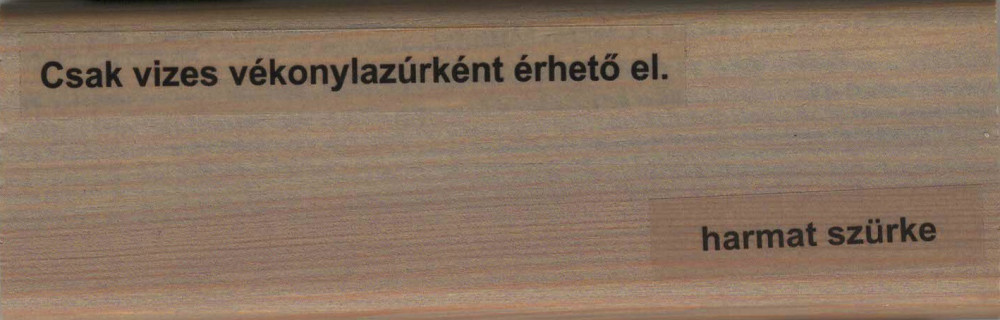 Csak vizes vékonylazúrként érhető el.
harmat szürke